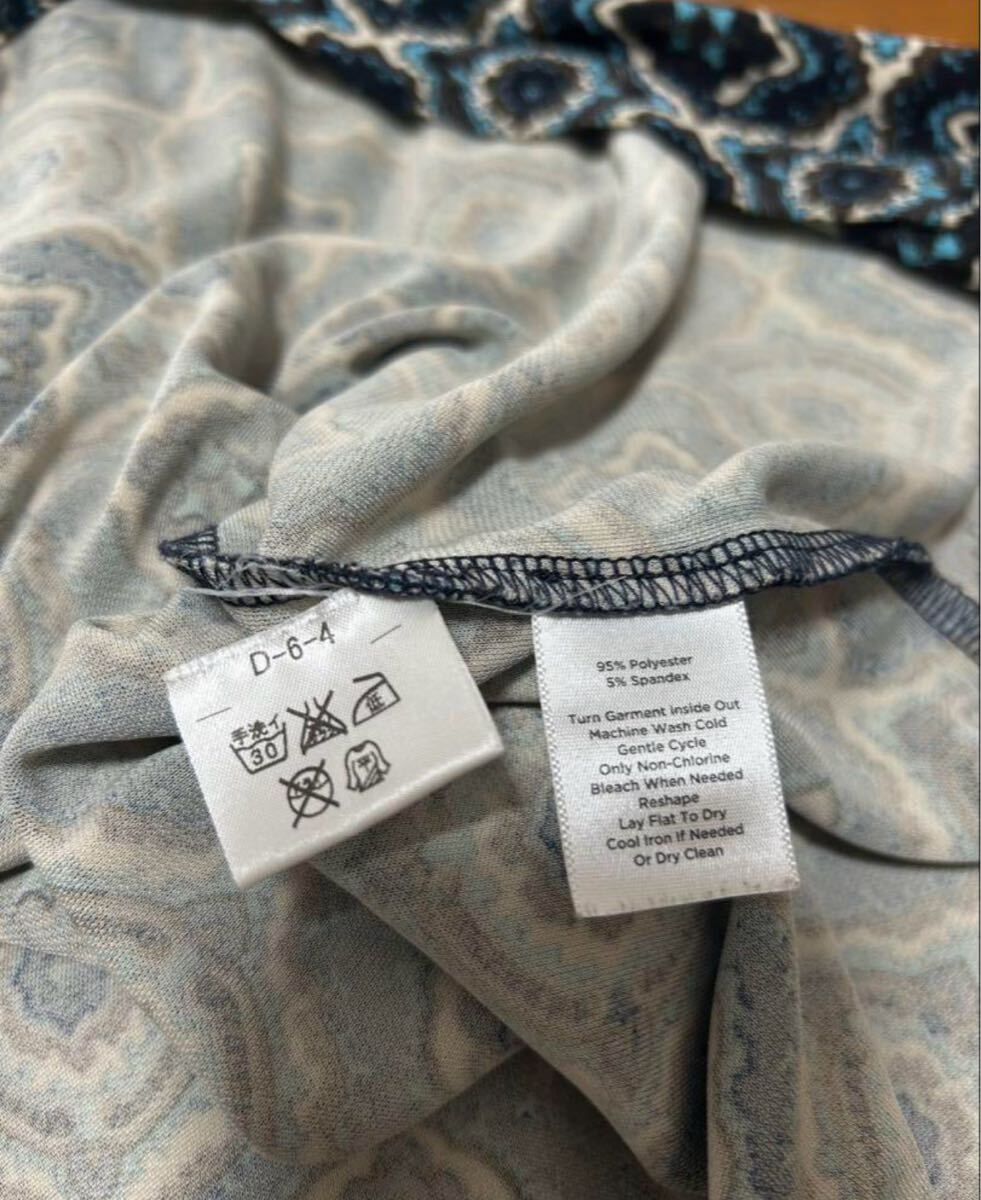 D-6-4
手洗イ
30
低
平
95% Polyester
5% Spandex
Turn Garment Inside Out
Machine Wash Cold
Gentle Cycle
Only Non-Chlorine
Bleach When Needed
Reshape
Lay Flat To Dry
Cool Iron If Needed
Or Dry Clean